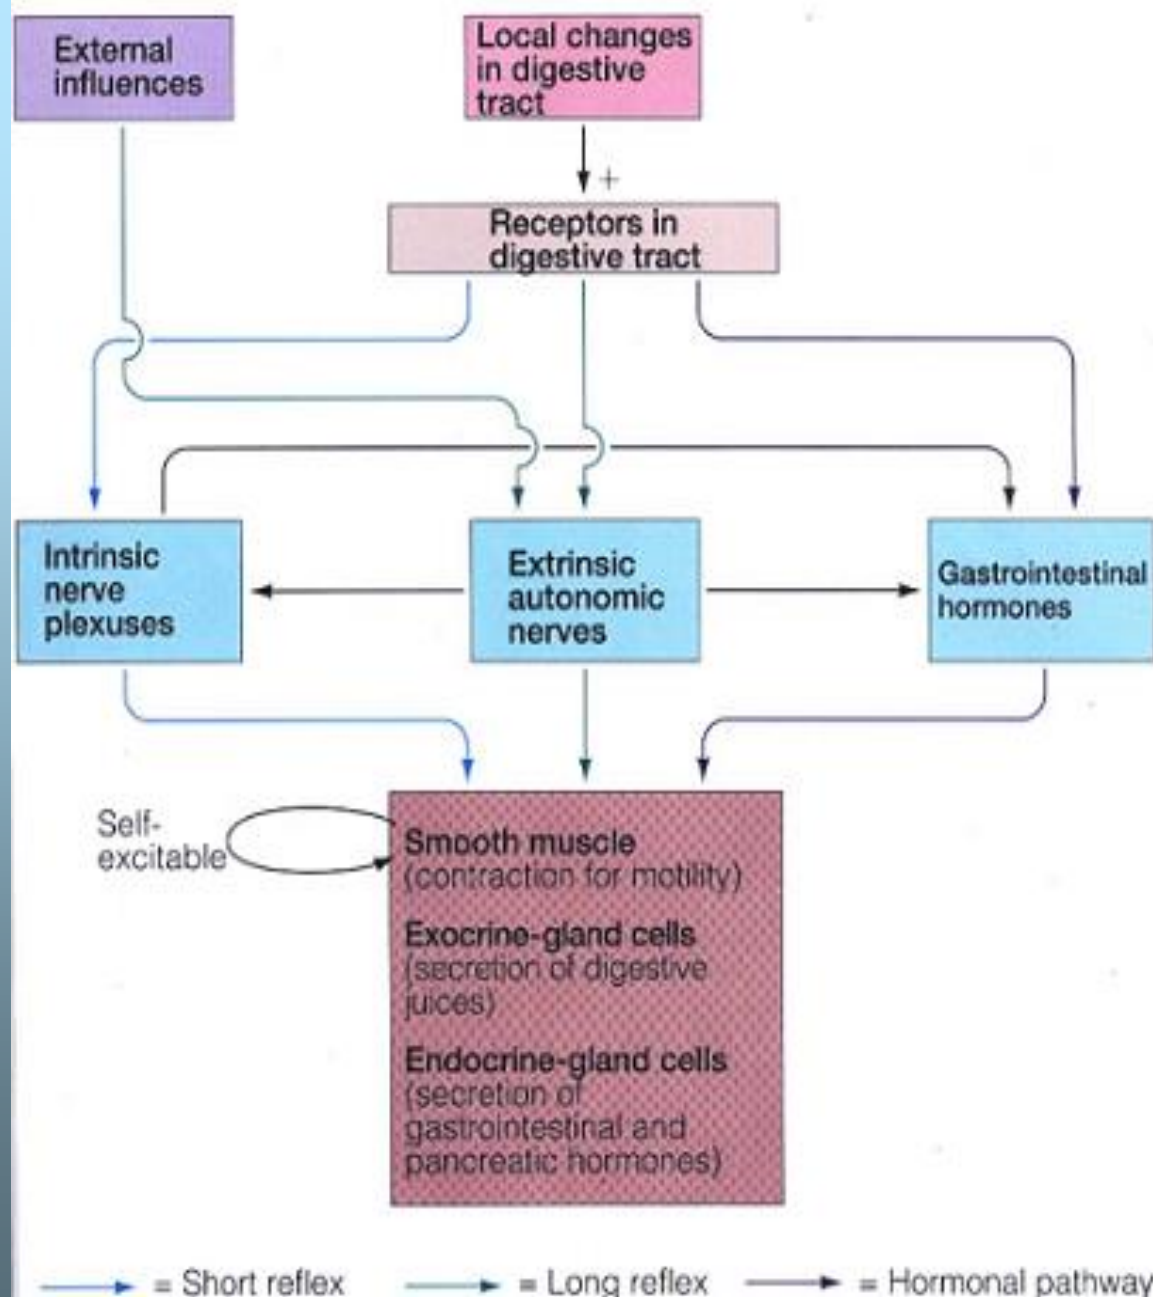 External
influences
Local changes
in digestive
tract
+
Receptors in
digestive tract
Intrinsic
nerve
plexuses
Extrinsic
autonomic
nerves
Gastrointestinal
hormones
Self-
excitable
Smooth muscle
(contraction for motility)
Exocrine-gland cells
(secretion of digestive
juices)
Endocrine-gland cells
(secretion of
gastrointestinal and
pancreatic hormones)
= Short reflex
= Long reflex
= Hormonal pathway